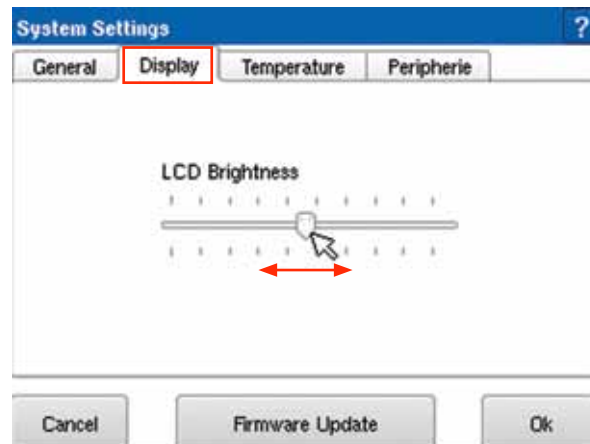 System Settings ?
General Display Temperature Peripherie
LCD Brightness
Cancel Firmware Update Ok